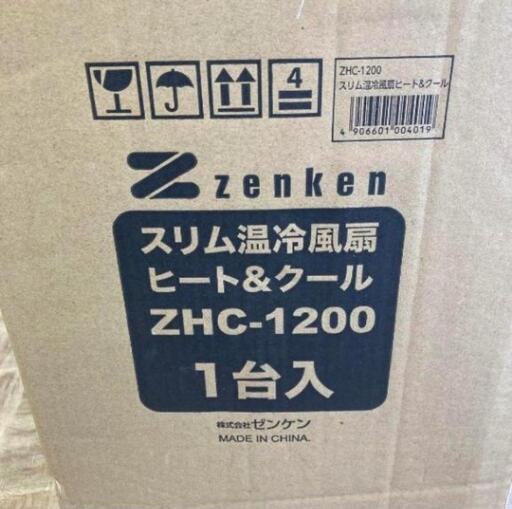 4
ZHC-1200
スリム温冷風扇ヒート&クール
4 906601 004019
zenken
スリム温冷風扇
ヒート&クール
ZHC-1200
1台入
株式会社ゼンケン
MADE IN CHINA.